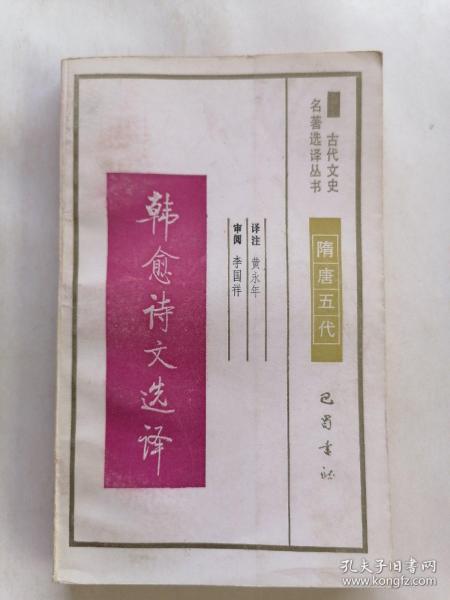 古代文史
名著选译丛书
隋唐五代
巴蜀书社
译注 黄永年
审阅 李国祥
韩愈诗文选译
孔夫子旧书网
www.kongfz.com